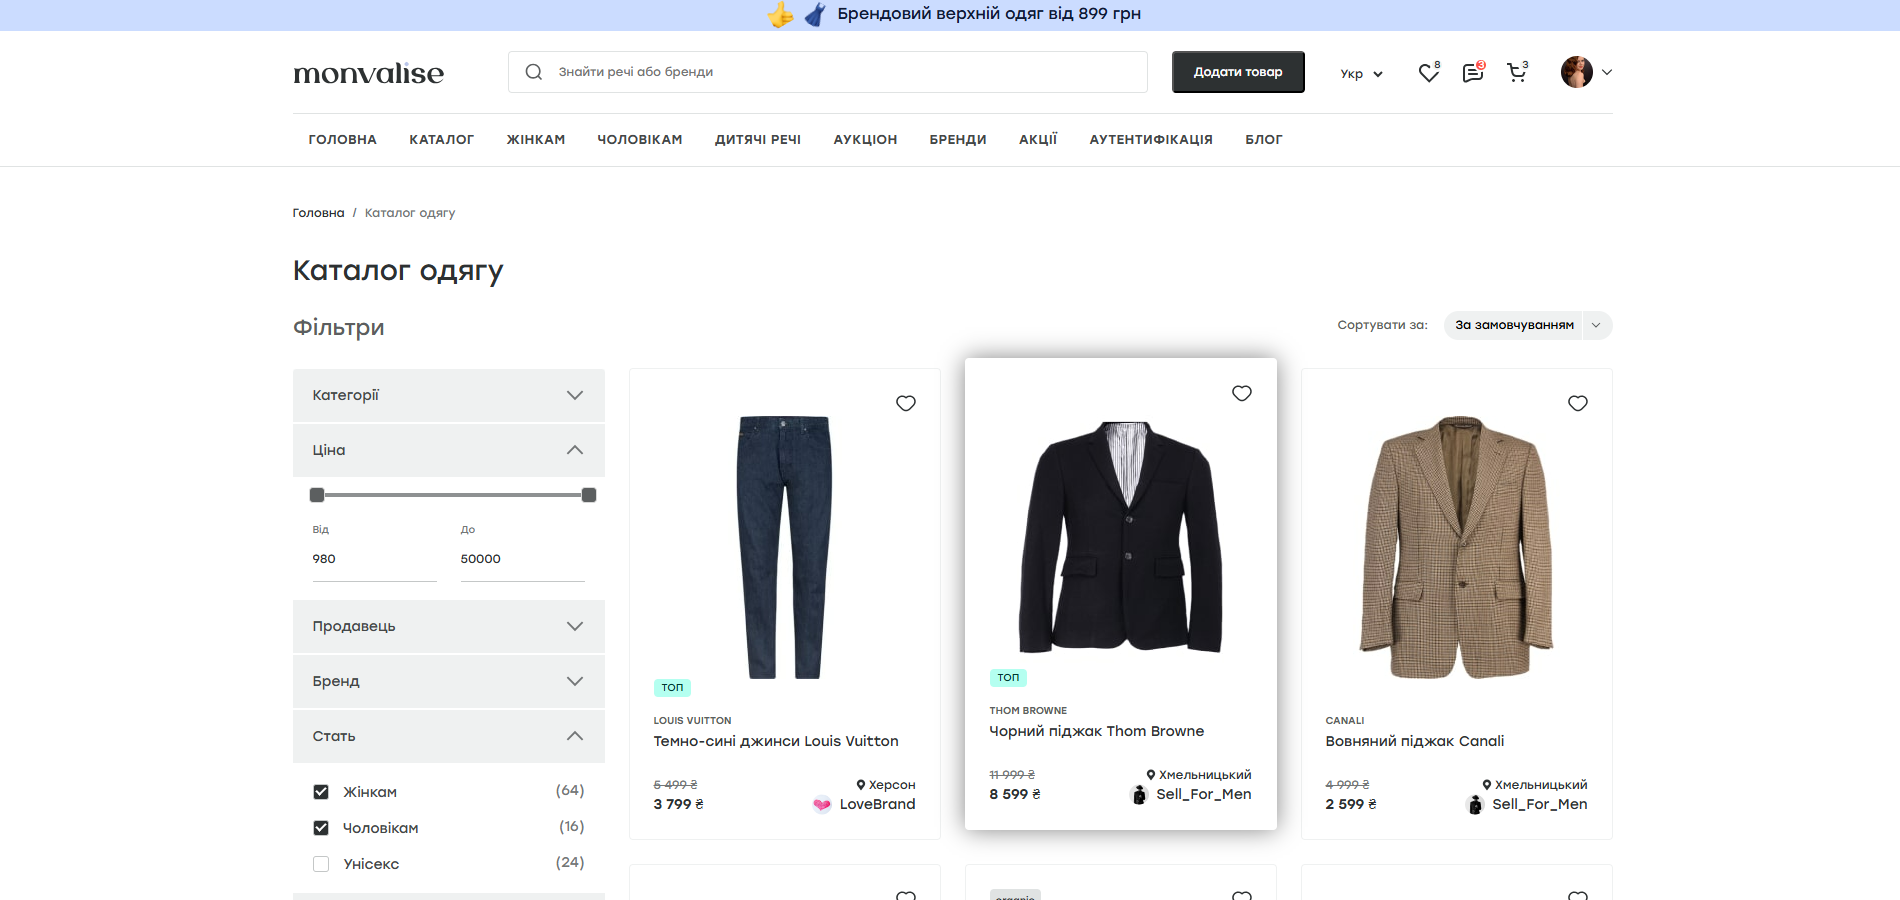 Брендовий верхній одяг від 899 грн
monvalise
Знайти речі або бренди
Додати товар
Укр
8
3
3
ГОЛОВНА КАТАЛОГ ЖІНКАМ ЧОЛОВІКАМ ДИТЯЧІ РЕЧІ АУКЦІОН БРЕНДИ АКЦІЇ АУТЕНТИФІКАЦІЯ БЛОГ
Головна / Каталог одягу
Каталог одягу
Фільтри
Сортувати за: За замовчуванням
Категорії
Ціна
Від До
980 50000
Продавець
Бренд
Стать
Жінкам (64)
Чоловікам (16)
Унісекс (24)
ТОП
LOUIS VUITTON
Темно-сині джинси Louis Vuitton
5 499 ₴ Херсон
3 799 ₴ LoveBrand
ТОП
THOM BROWNE
Чорний піджак Thom Browne
11 999 ₴ Хмельницький
8 599 ₴ Sell_For_Men
CANALI
Вовняний піджак Canali
4 999 ₴ Хмельницький
2 599 ₴ Sell_For_Men